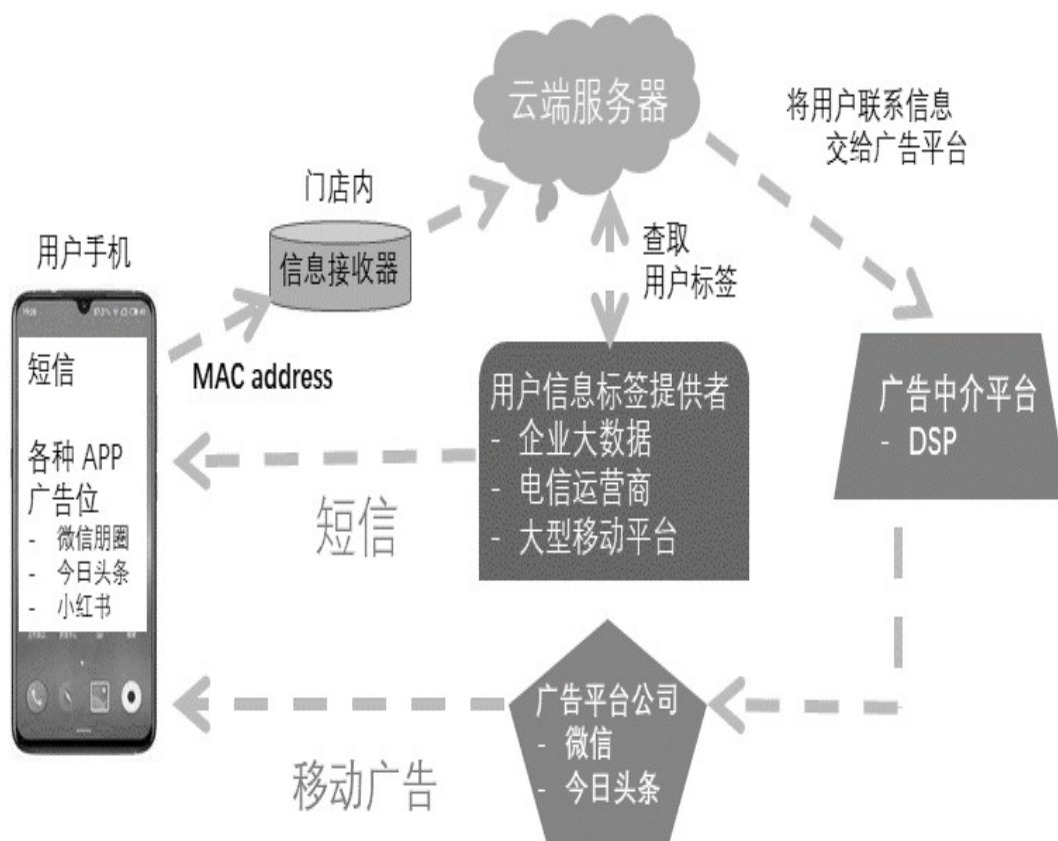 云端服务器
将用户联系信息
交给广告平台
门店内
信息接收器
用户手机
查取
用户标签
MAC address
短信
各种 APP
广告位
- 微信朋圈
- 今日头条
- 小红书
用户信息标签提供者
- 企业大数据
- 电信运营商
- 大型移动平台
广告中介平台
- DSP
短信
广告平台公司
- 微信
- 今日头条
移动广告